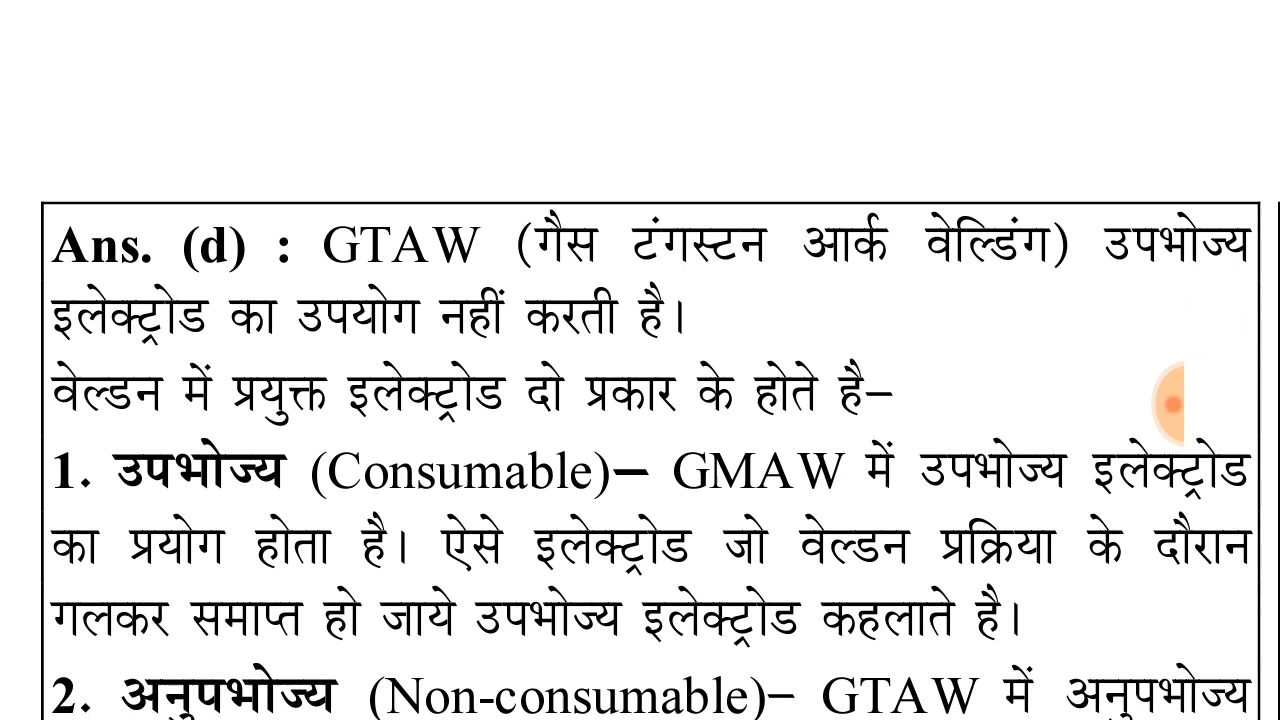 Ans. (d) : GTAW (गैस टंगस्टन आर्क वेल्डिंग) उपभोज्य
इलेक्ट्रोड का उपयोग नहीं करती है।
वेल्डन में प्रयुक्त इलेक्ट्रोड दो प्रकार के होते है–
1. उपभोज्य (Consumable)– GMAW में उपभोज्य इलेक्ट्रोड
का प्रयोग होता है। ऐसे इलेक्ट्रोड जो वेल्डन प्रक्रिया के दौरान
गलकर समाप्त हो जाये उपभोज्य इलेक्ट्रोड कहलाते है।
2. अनुपभोज्य (Non-consumable)– GTAW में अनुपभोज्य